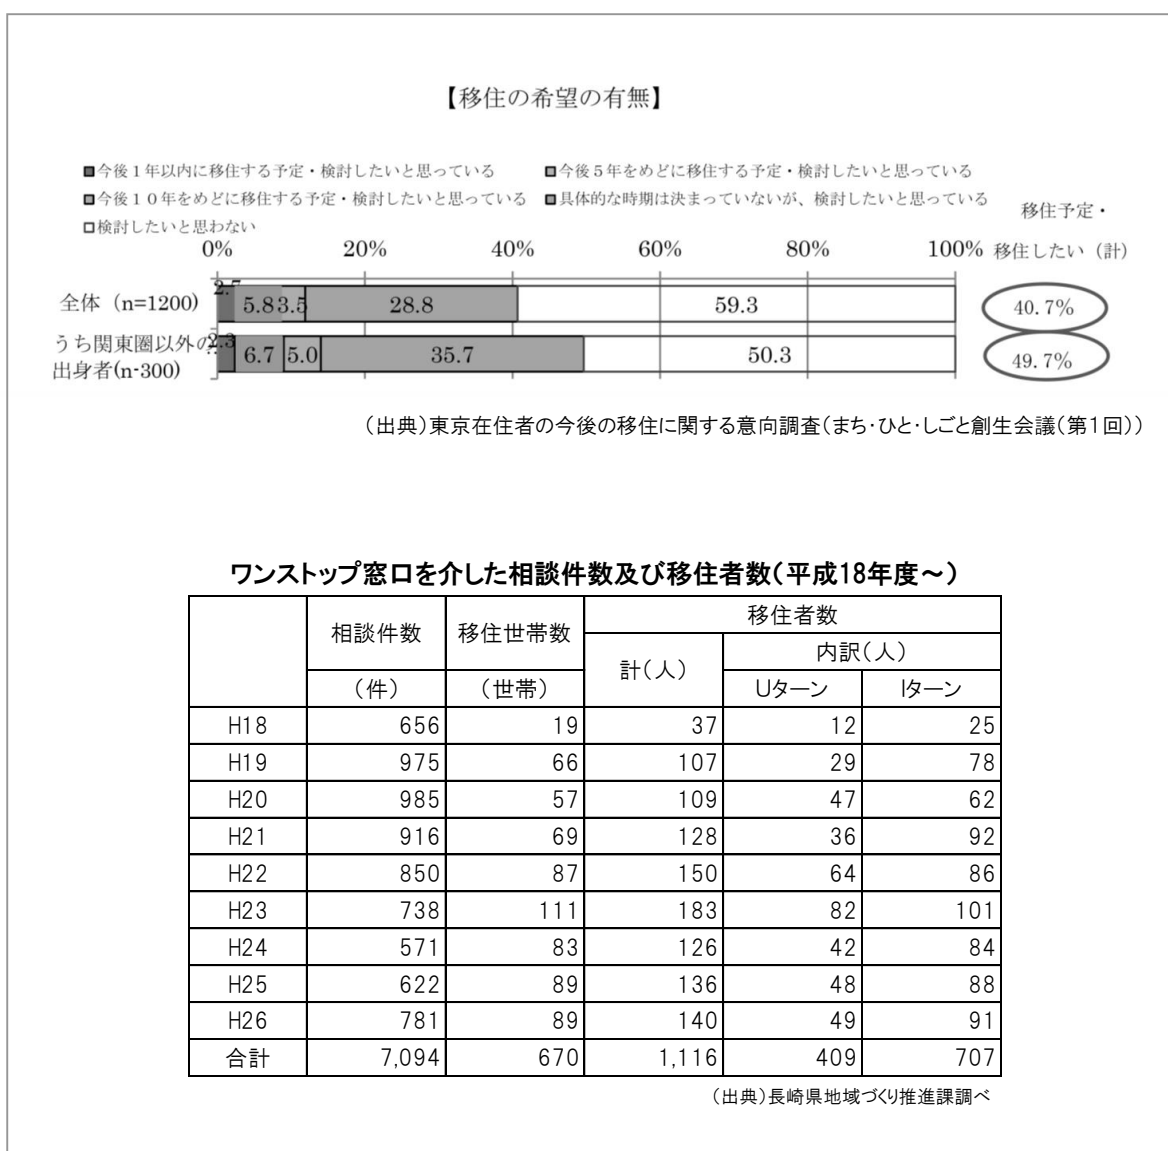 【移住の希望の有無】
■今後1年以内に移住する予定・検討したいと思っている ■今後5年をめどに移住する予定・検討したいと思っている
■今後10年をめどに移住する予定・検討したいと思っている ■具体的な時期は決まっていないが、検討したいと思っている
□検討したいと思わない
移住予定・
移住したい(計)
0% 20% 40% 60% 80% 100%
全体 (n=1200) 2.7 5.8 3.5 28.8 59.3 40.7%
うち関東圏以外の
出身者(n-300) 2.3 6.7 5.0 35.7 50.3 49.7%
(出典)東京在住者の今後の移住に関する意向調査(まち・ひと・しごと創生会議(第1回))
ワンストップ窓口を介した相談件数及び移住者数(平成18年度~)
相談件数 移住世帯数 移住者数
計(人) 内訳(人)
(件) (世帯) Uターン Iターン
H18 656 19 37 12 25
H19 975 66 107 29 78
H20 985 57 109 47 62
H21 916 69 128 36 92
H22 850 87 150 64 86
H23 738 111 183 82 101
H24 571 83 126 42 84
H25 622 89 136 48 88
H26 781 89 140 49 91
合計 7,094 670 1,116 409 707
(出典)長崎県地域づくり推進課調べ